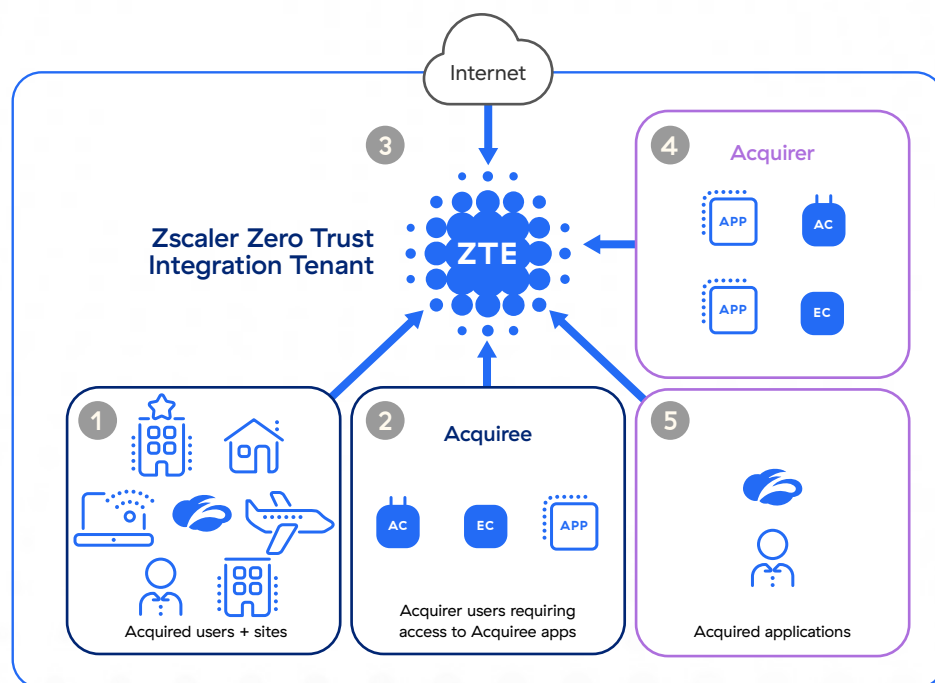 Internet
3
4
Acquirer
Zscaler Zero Trust
Integration Tenant
ZTE
APP
AC
APP
EC
1
2
Acquiree
5
AC
EC
APP
Acquired users + sites
Acquirer users requiring
access to Acquiree apps
Acquired applications